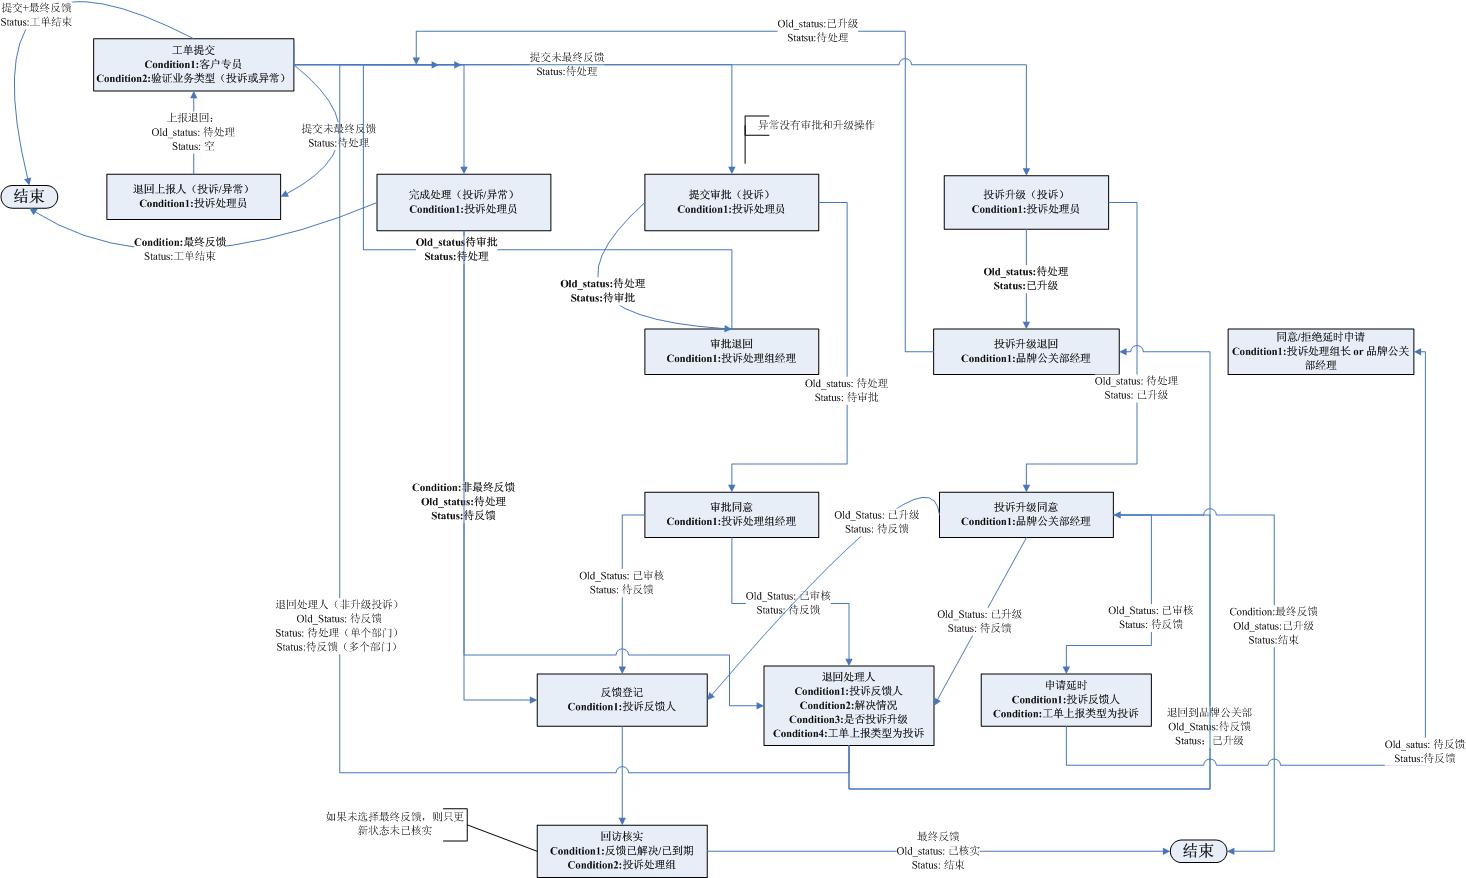 提交+最终反馈
Status:工单结束
工单提交
Condition1:客户专员
Condition2:验证业务类型（投诉或异常）
Old_status:已升级
Statsu:待处理
提交未最终反馈
Status:待处理
上报退回：
Old_status: 待处理
Status: 空
提交未最终反馈
Status:待处理
异常没有审批和升级操作
结束
退回上报人（投诉/异常）
Condition1:投诉处理员
完成处理（投诉/异常）
Condition1:投诉处理员
提交审批（投诉）
Condition1:投诉处理员
投诉升级（投诉）
Condition1:投诉处理员
Condition:最终反馈
Status:工单结束
Old_status待审批
Status:待处理
Old_status:待处理
Status:待审批
Old_status:待处理
Status:已升级
审批退回
Condition1:投诉处理组经理
投诉升级退回
Condition1:品牌公关部经理
同意/拒绝延时申请
Condition1:投诉处理组长 or 品牌公关
部经理
Old_status: 待处理
Status: 待审批
Old_status: 待处理
Status: 已升级
Condition:非最终反馈
Old_status:待处理
Status:待反馈
审批同意
Condition1:投诉处理组经理
Old_Status: 已升级
Status: 待反馈
投诉升级同意
Condition1:品牌公关部经理
Old_Status: 已审核
Status: 待反馈
Old_Status: 已审核
Status: 待反馈
Old_Status: 已升级
Status: 待反馈
Old_Status: 已审核
Status: 待反馈
Condition:最终反馈
Old_status:已升级
Status:结束
退回处理人（非升级投诉）
Old_Status: 待反馈
Status: 待处理（单个部门）
Status:待反馈（多个部门）
反馈登记
Condition1:投诉反馈人
退回处理人
Condition1:投诉反馈人
Condition2:解决情况
Condition3:是否投诉升级
Condition4:工单上报类型为投诉
申请延时
Condition1:投诉反馈人
Condition:工单上报类型为投诉
退回到品牌公关部
Old_Status:待反馈
Status：已升级
Old_satus: 待反馈
Status:待反馈
如果未选择最终反馈，则只更
新状态未已核实
回访核实
Condition1:反馈已解决/已到期
Condition2:投诉处理组
最终反馈
Old_status: 已核实
Status: 结束
结束